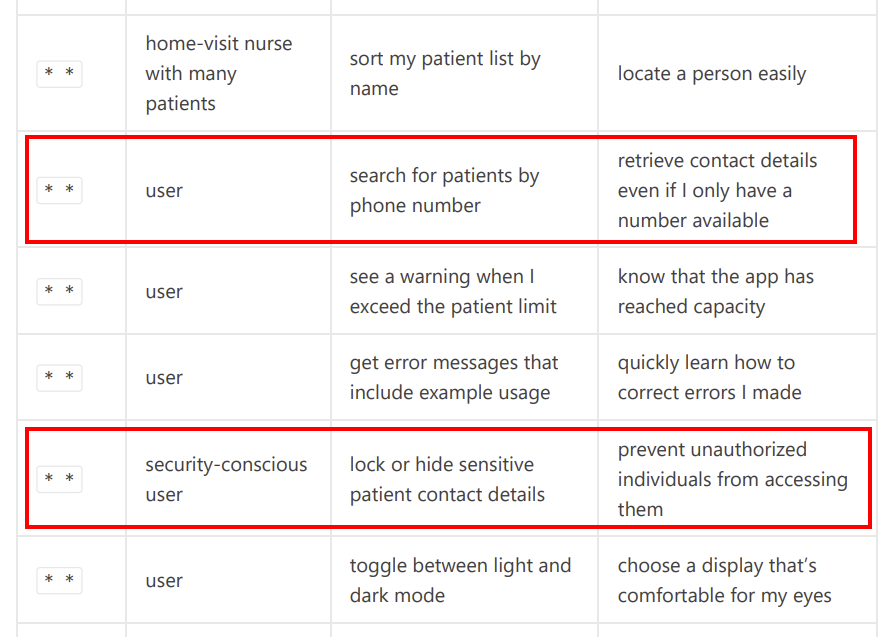 * *
home-visit nurse
with many
patients
sort my patient list by
name
locate a person easily
* *
user
search for patients by
phone number
retrieve contact details
even if I only have a
number available
* *
user
see a warning when I
exceed the patient limit
know that the app has
reached capacity
* *
user
get error messages that
include example usage
quickly learn how to
correct errors I made
* *
security-conscious
user
lock or hide sensitive
patient contact details
prevent unauthorized
individuals from accessing
them
* *
user
toggle between light and
dark mode
choose a display that’s
comfortable for my eyes